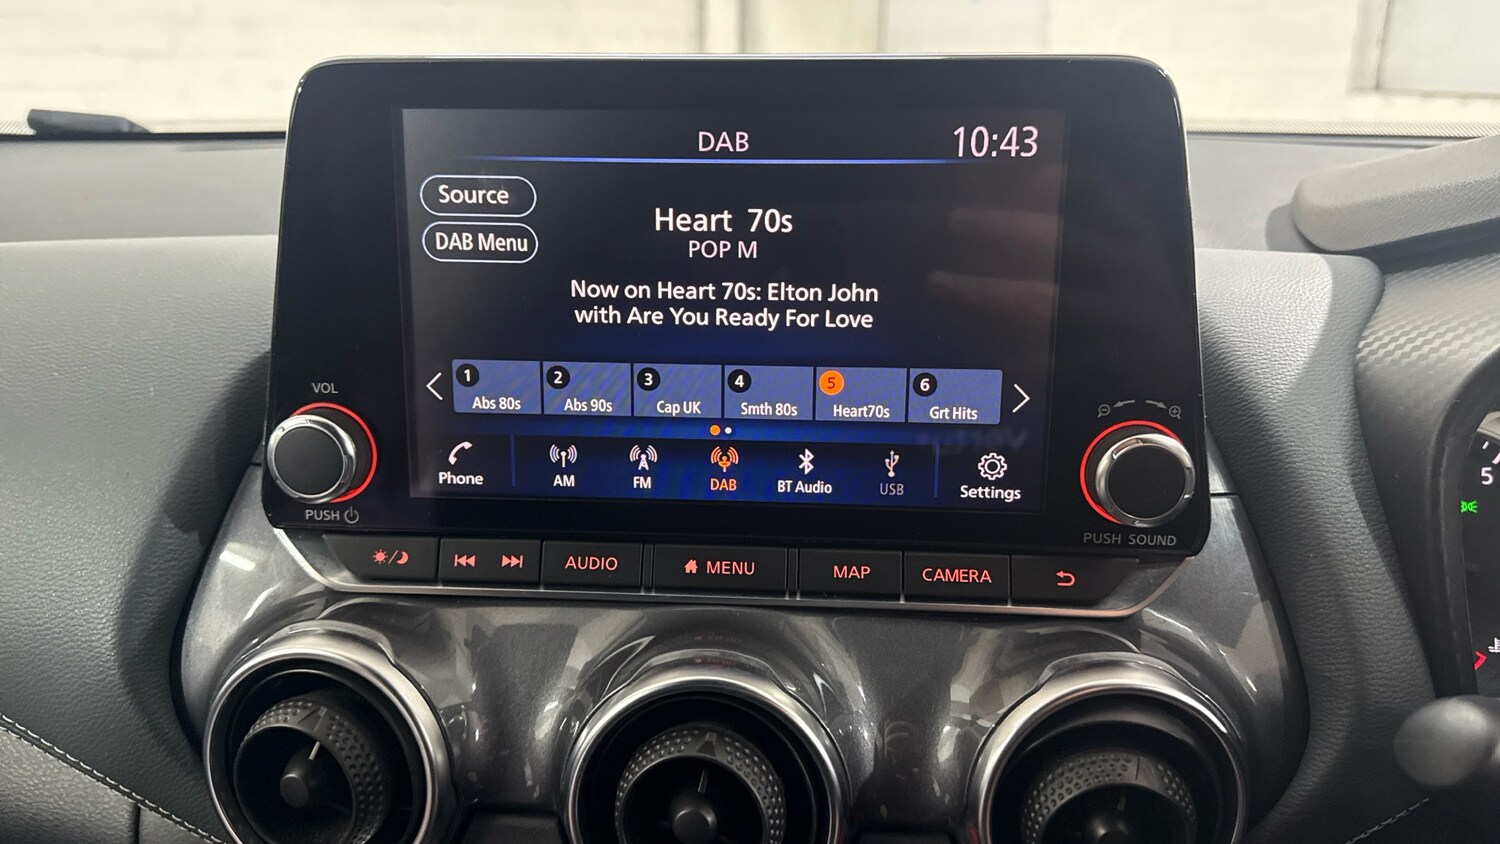 DAB
10:43
Source
Heart 70s
DAB Menu
POP M
Now on Heart 70s: Elton John
with Are You Ready For Love
1 Abs 80s
2 Abs 90s
3 Cap UK
4 Smth 80s
5 Heart70s
6 Grt Hits
Phone
AM
FM
DAB
BT Audio
USB
Settings
VOL
PUSH
PUSH SOUND
AUDIO
MENU
MAP
CAMERA
5